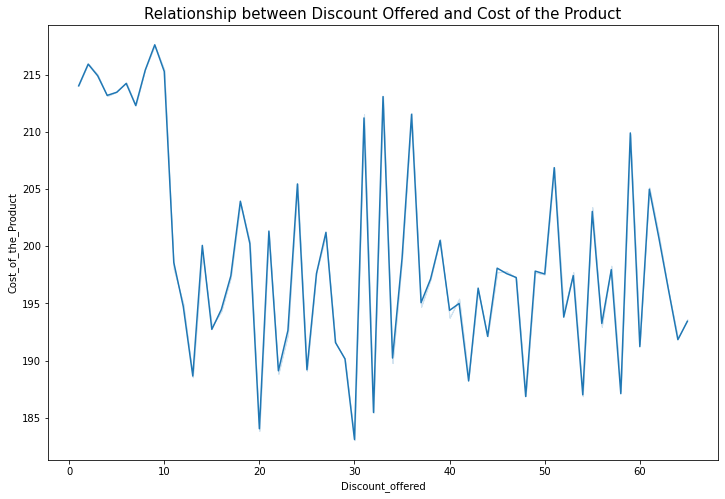 Relationship between Discount Offered and Cost of the Product
215
210
205
200
195
190
185
Cost_of_the_Product
0 10 20 30 40 50 60
Discount_offered